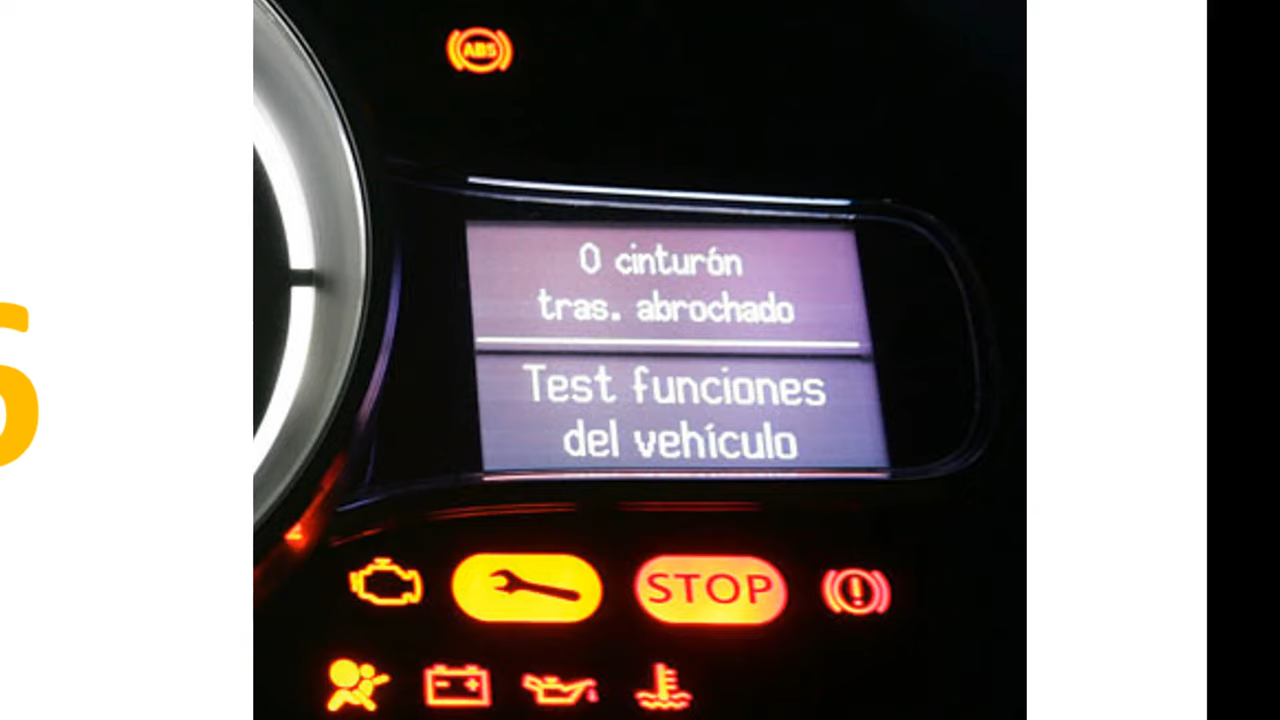 ABS
0 cinturón
tras. abrochado
Test funciones
del vehículo
STOP